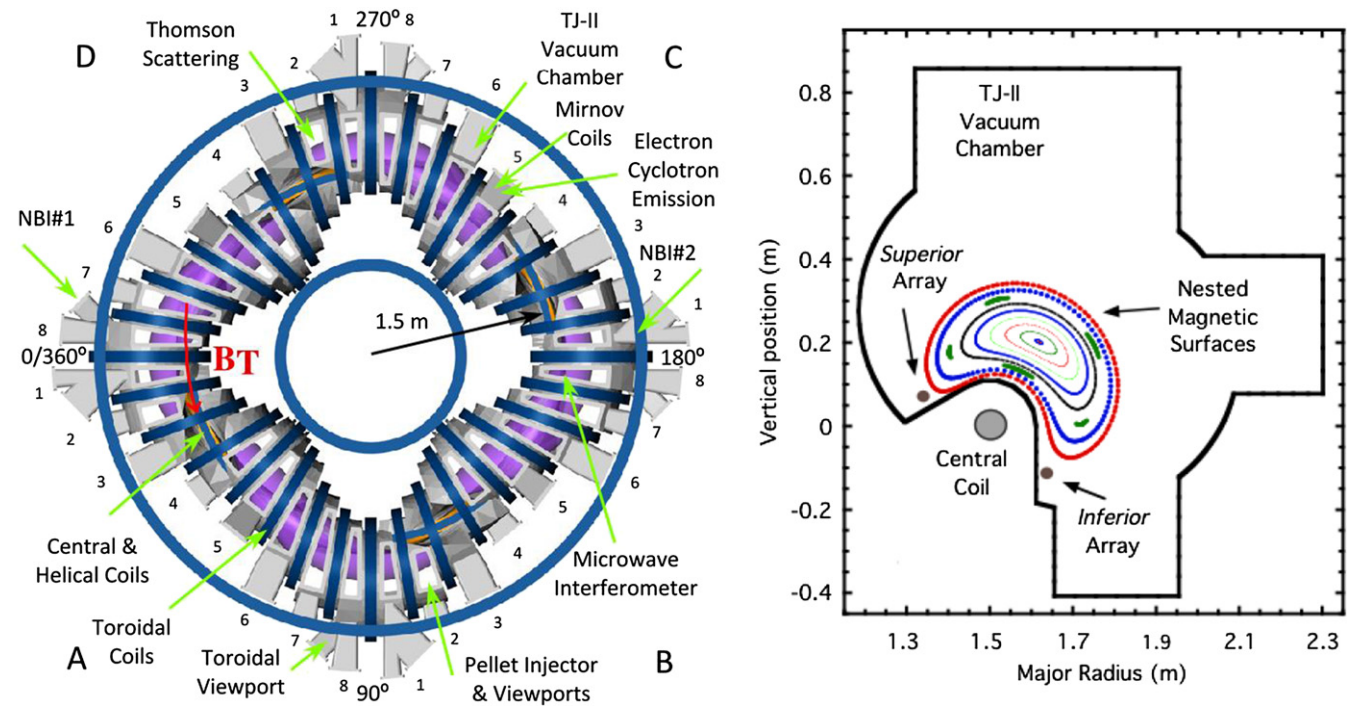 D
C
A
B
270º
180º
90º
0/360º
1
2
3
4
5
6
7
8
1
2
3
4
5
6
7
8
1
2
3
4
5
6
7
8
1
2
3
4
5
6
7
8
Thomson
Scattering
TJ-II
Vacuum
Chamber
Mirnov
Coils
Electron
Cyclotron
Emission
NBI#1
NBI#2
1.5 m
BT
Central &
Helical Coils
Toroidal
Coils
Toroidal
Viewport
Pellet Injector
& Viewports
Microwave
Interferometer
TJ-II
Vacuum
Chamber
Superior
Array
Nested
Magnetic
Surfaces
Central
Coil
Inferior
Array
Vertical position (m)
0.8
0.6
0.4
0.2
0
-0.2
-0.4
1.3
1.5
1.7
1.9
2.1
2.3
Major Radius (m)